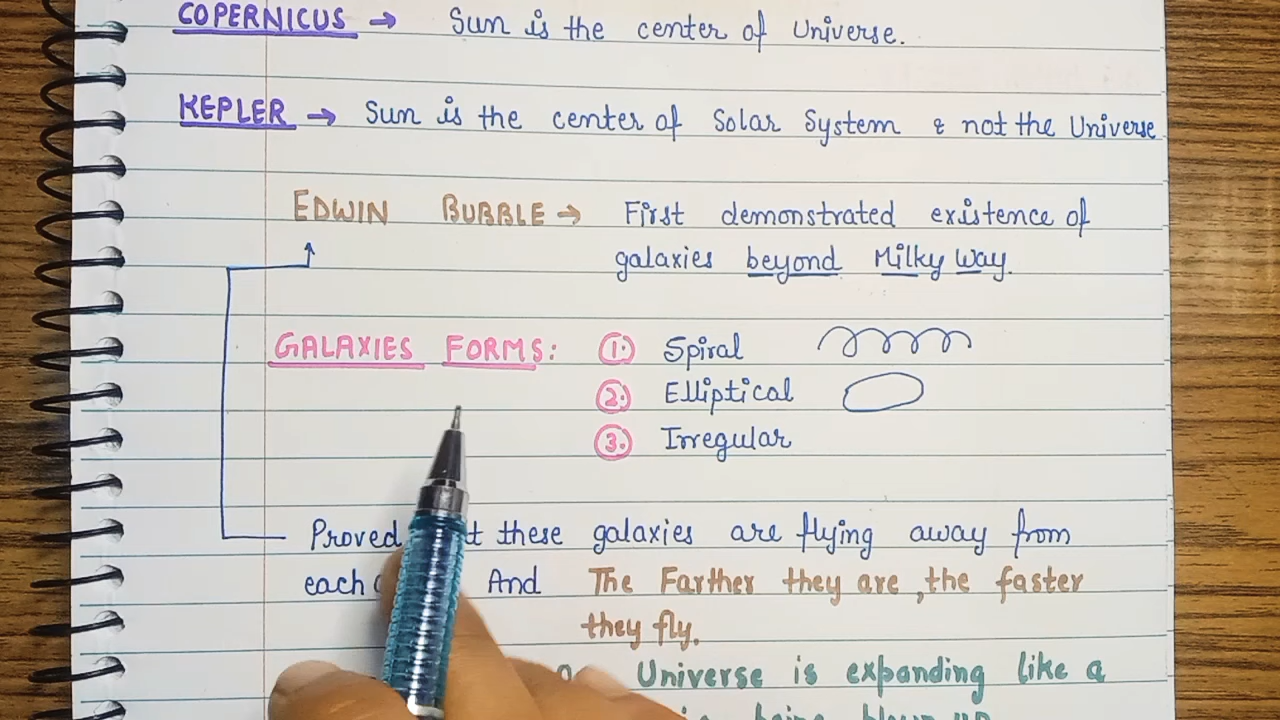 COPERNICUS → Sun is the center of Universe.
KEPLER → Sun is the center of Solar System & not the Universe
EDWIN BUBBLE → First demonstrated existence of
galaxies beyond Milky Way.
GALAXIES FORMS: 1. Spiral
2. Elliptical
3. Irregular
Proved these galaxies are flying away from
each And The Farther they are, the faster
they fly.
Universe is expanding like a
being blown up